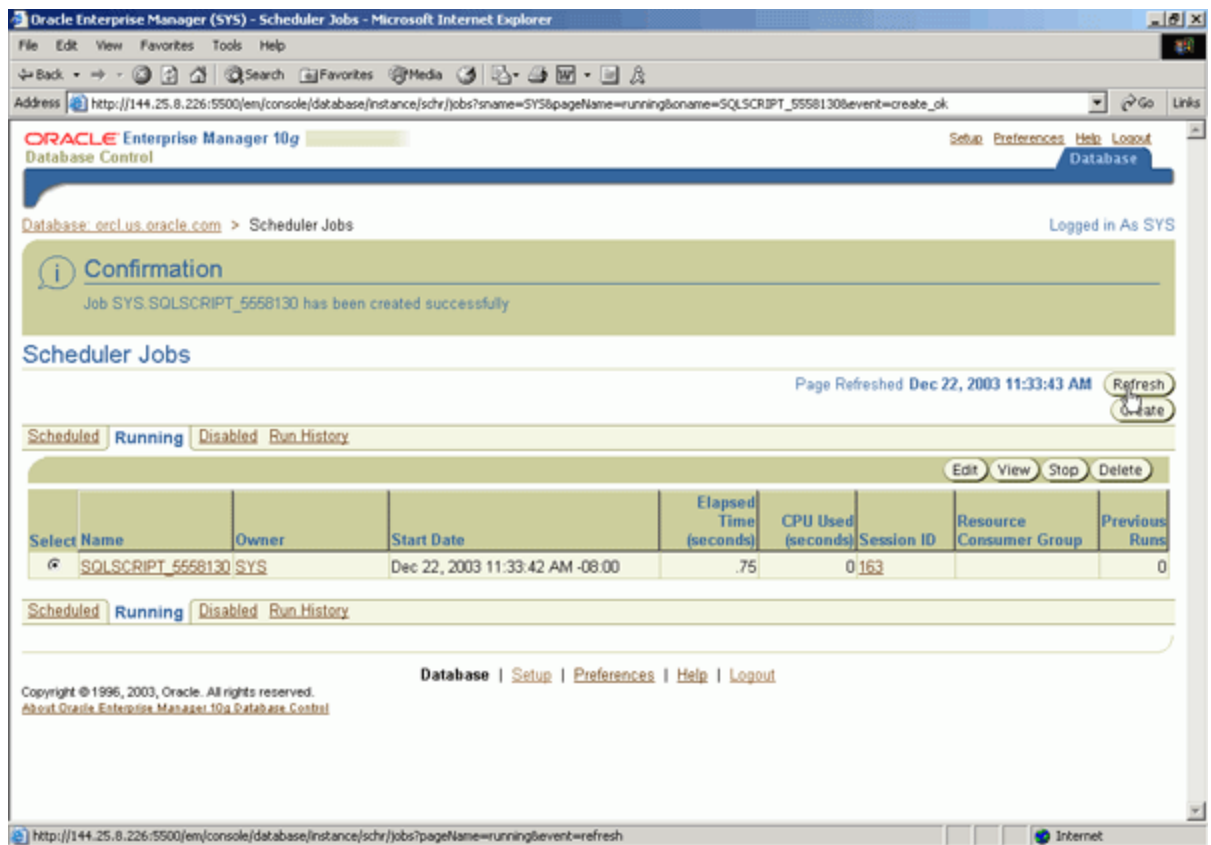 Oracle Enterprise Manager (SYS) - Scheduler Jobs - Microsoft Internet Explorer
File Edit View Favorites Tools Help
Back Search Favorites Media
Address http://144.25.8.226:5500/em/console/database/instance/schr/jobs?sname=SYS&pageName=running&oname=SQLSCRIPT_5558130&event=create_ok Go Links
ORACLE Enterprise Manager 10g Setup Preferences Help Logout
Database Control Database
Database: orcl.us.oracle.com > Scheduler Jobs Logged in As SYS
i Confirmation
Job SYS.SQLSCRIPT_5558130 has been created successfully
Scheduler Jobs
Page Refreshed Dec 22, 2003 11:33:43 AM Refresh
Create
Scheduled Running Disabled Run History
Edit View Stop Delete
Select Name Owner Start Date Elapsed Time (seconds) CPU Used (seconds) Session ID Resource Consumer Group Previous Runs
SQLSCRIPT_5558130 SYS Dec 22, 2003 11:33:42 AM -08:00 .75 0 163 0
Scheduled Running Disabled Run History
Database | Setup | Preferences | Help | Logout
Copyright © 1996, 2003, Oracle. All rights reserved.
About Oracle Enterprise Manager 10g Database Control
http://144.25.8.226:5500/em/console/database/instance/schr/jobs?pageName=running&event=refresh Internet